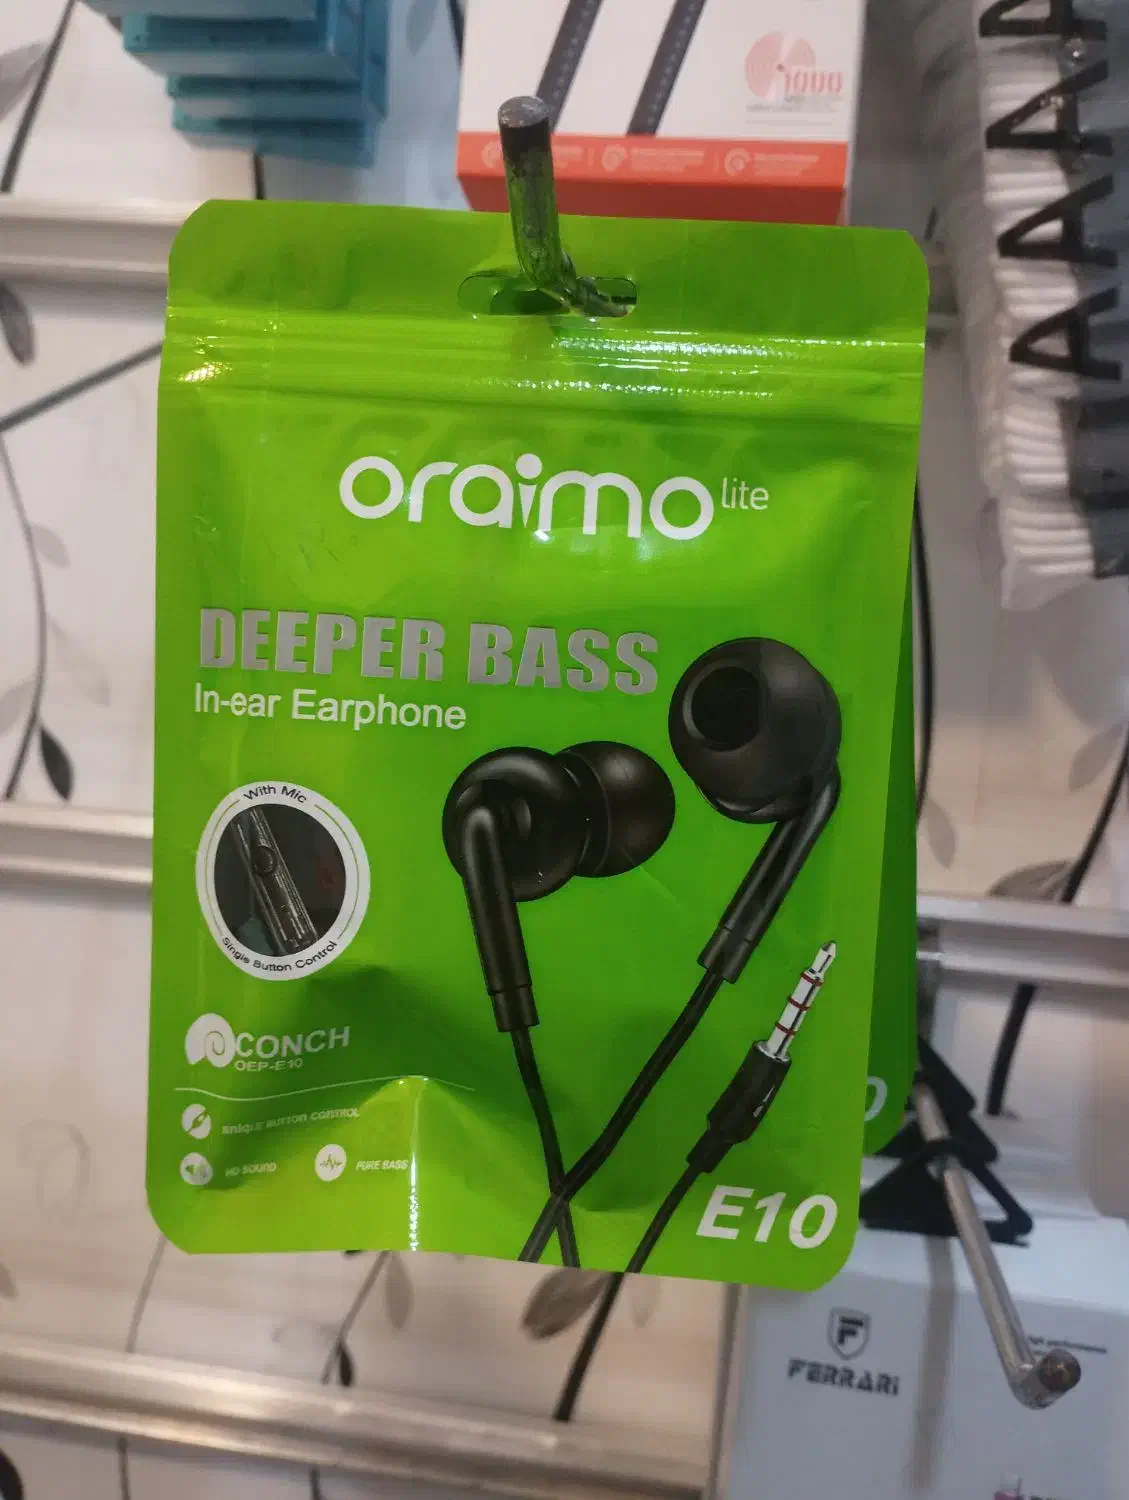 1000
oraimo lite
DEEPER BASS
In-ear Earphone
With Mic
Single Button Control
CONCH
OEP-E10
UNIQUE BUTTON CONTROL
HD SOUND
PURE BASS
E10
FERRARI